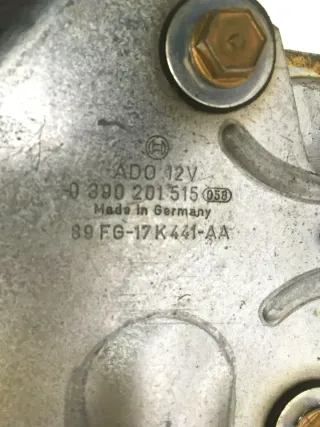 ADO 12V
0 390 201 515 058
Made in Germany
89 FG-17K441-AA